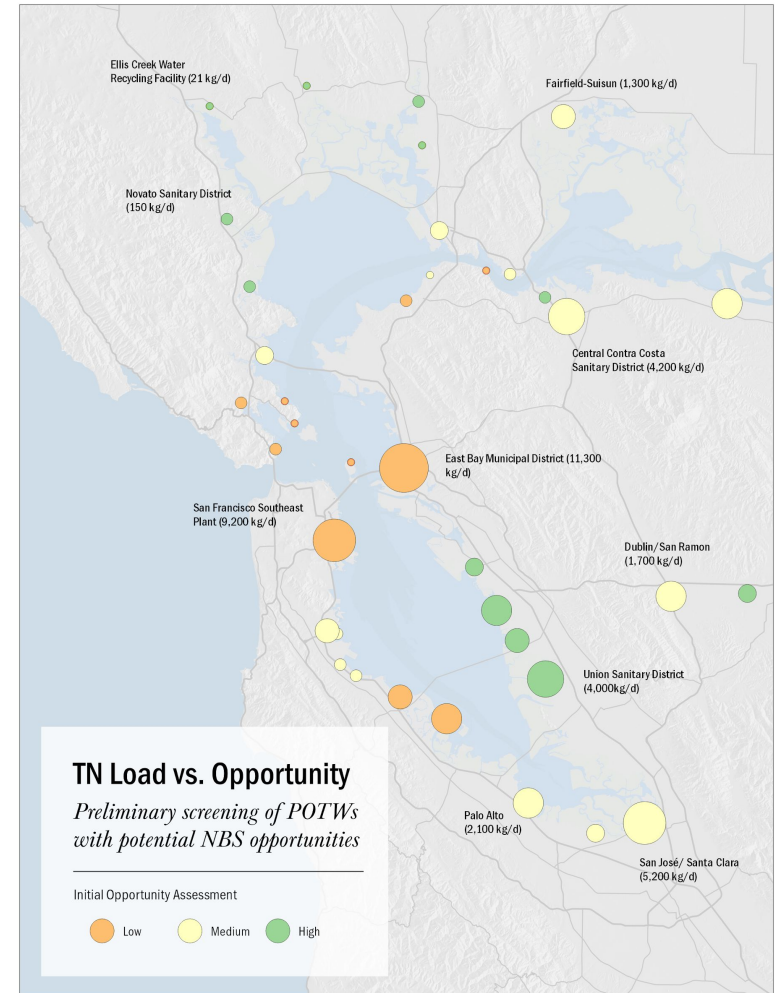 Ellis Creek Water
Recycling Facility (21 kg/d)
Fairfield-Suisun (1,300 kg/d)
Novato Sanitary District
(150 kg/d)
Central Contra Costa
Sanitary District (4,200 kg/d)
East Bay Municipal District (11,300
kg/d)
San Francisco Southeast
Plant (9,200 kg/d)
Dublin/San Ramon
(1,700 kg/d)
Union Sanitary District
(4,000kg/d)
Palo Alto
(2,100 kg/d)
San José/ Santa Clara
(5,200 kg/d)
TN Load vs. Opportunity
Preliminary screening of POTWs
with potential NBS opportunities
Initial Opportunity Assessment
Low
Medium
High